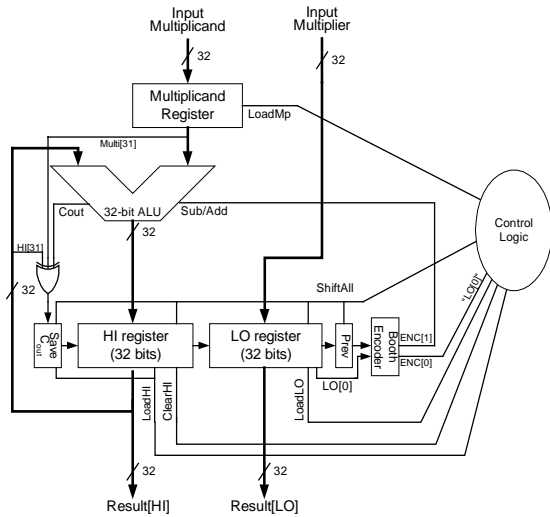 Input
Multiplicand
Input
Multiplier
32
32
Multiplicand
Register
LoadMp
Multi[31]
32-bit ALU
Cout
Sub/Add
32
HI[31]
32
Control
Logic
"LO[0]"
ShiftAll
Save
Cout
HI register
(32 bits)
LO register
(32 bits)
Prev
Booth
Encoder
ENC[1]
ENC[0]
LO[0]
LoadHI
ClearHI
LoadLO
32
32
Result[HI]
Result[LO]